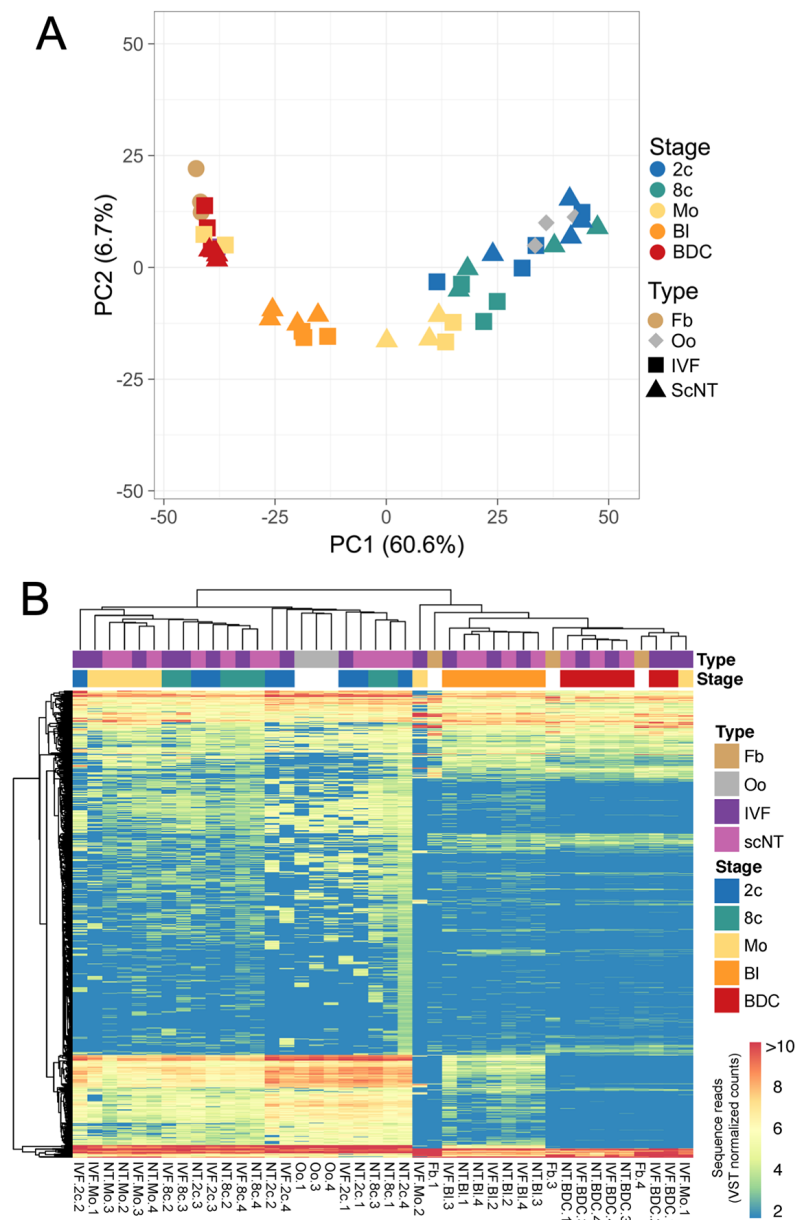 A
50
25
0
-25
-50
PC2 (6.7%)
-50
-25
0
25
50
PC1 (60.6%)
Stage
2c
8c
Mo
Bl
BDC
Type
Fb
Oo
IVF
ScNT
B
Type
Stage
Type
Fb
Oo
IVF
scNT
Stage
2c
8c
Mo
Bl
BDC
>10
8
6
4
2
Sequence reads
(VST normalized counts)
IVF.2c.2
IVF.Mo.1
NT.Mo.3
NT.Mo.2
IVF.Mo.3
NT.Mo.4
IVF.8c.2
IVF.8c.3
NT.2c.3
IVF.2c.3
NT.8c.2
IVF.8c.4
NT.8c.4
NT.2c.2
IVF.2c.4
Oo.1
Oo.3
Oo.4
IVF.2c.1
NT.2c.1
NT.8c.3
NT.8c.1
NT.2c.4
IVF.Mo.2
Fb.1
IVF.Bl.3
NT.Bl.1
NT.Bl.4
IVF.Bl.2
NT.Bl.2
IVF.Bl.4
NT.Bl.3
Fb.3
Fb.4
IVF.Mo.1